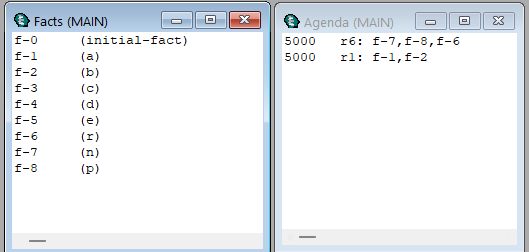 Facts (MAIN)
f-0 (initial-fact)
f-1 (a)
f-2 (b)
f-3 (c)
f-4 (d)
f-5 (e)
f-6 (r)
f-7 (n)
f-8 (p)
Agenda (MAIN)
5000 r6: f-7,f-8,f-6
5000 r1: f-1,f-2